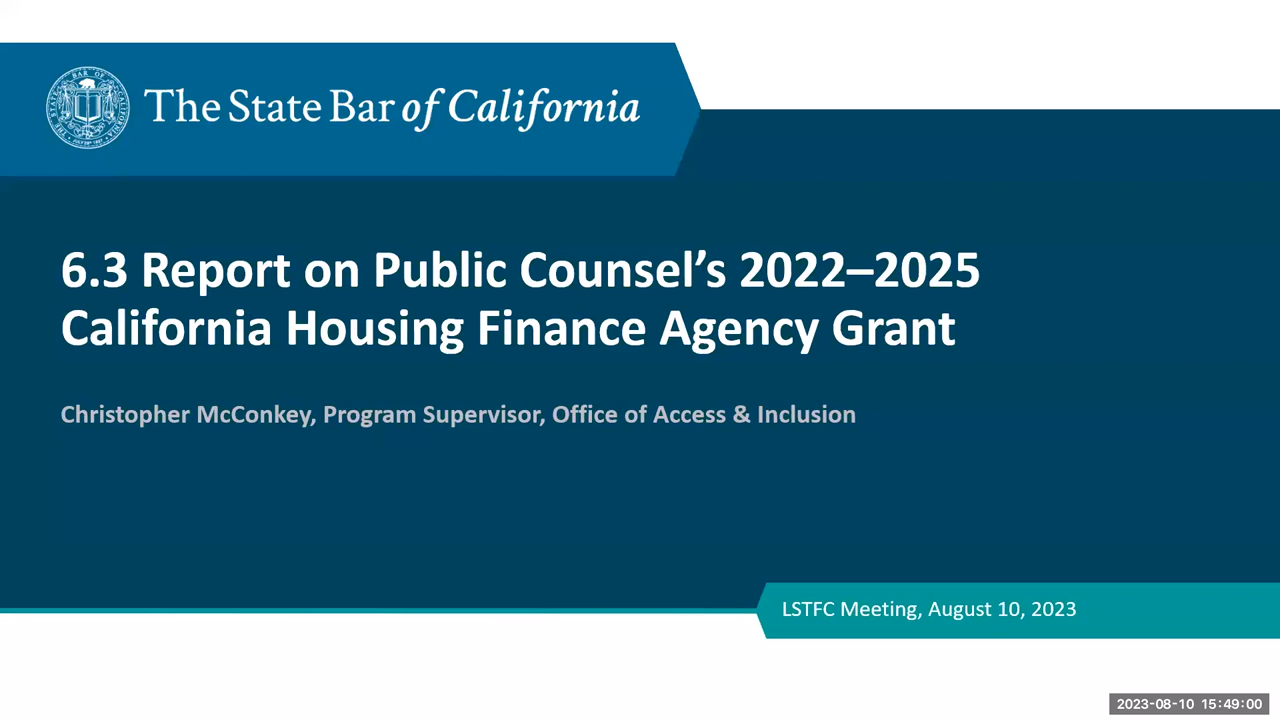 The State Bar of California
6.3 Report on Public Counsel’s 2022–2025
California Housing Finance Agency Grant
Christopher McConkey, Program Supervisor, Office of Access & Inclusion
LSTFC Meeting, August 10, 2023
2023-08-10 15:49:00